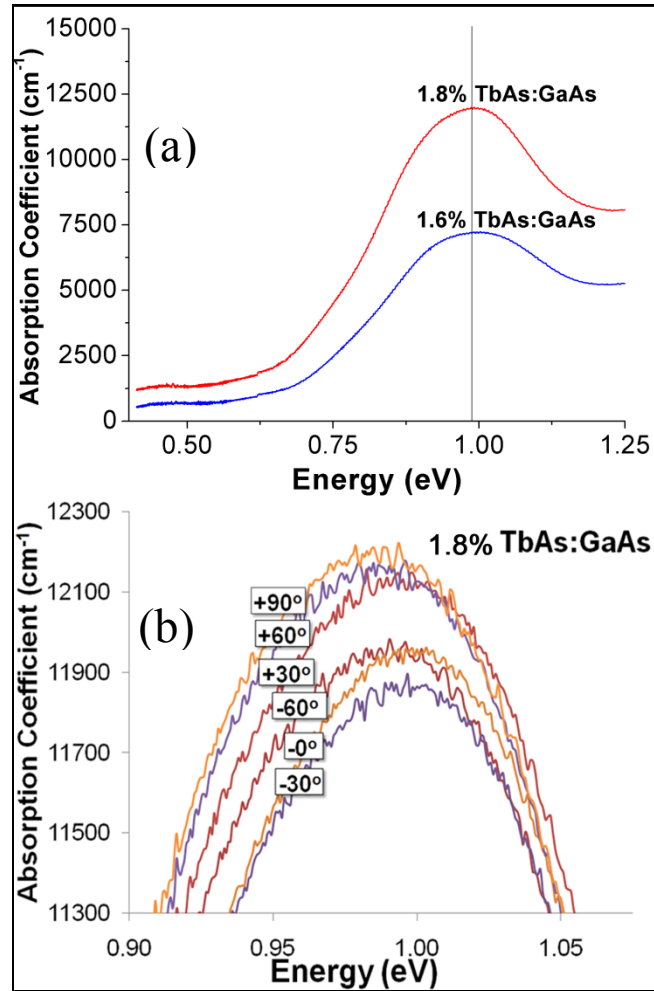 15000
12500
10000
7500
5000
2500
0
Absorption Coefficient (cm⁻¹)
(a)
1.8% TbAs:GaAs
1.6% TbAs:GaAs
0.50 0.75 1.00 1.25
Energy (eV)
12300
12100
11900
11700
11500
11300
Absorption Coefficient (cm⁻¹)
(b)
1.8% TbAs:GaAs
+90°
+60°
+30°
-60°
-0°
-30°
0.90 0.95 1.00 1.05
Energy (eV)